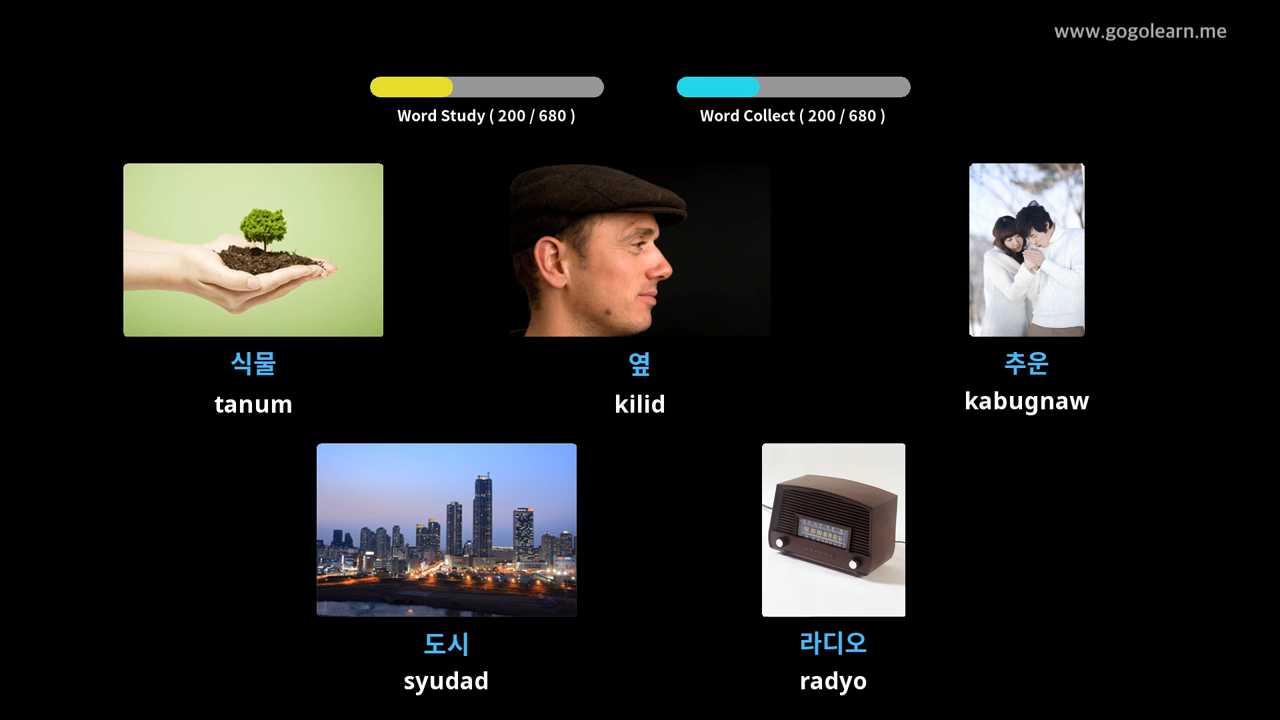 www.gogolearn.me
Word Study ( 200 / 680 )
Word Collect ( 200 / 680 )
식물
tanum
옆
kilid
추운
kabugnaw
도시
syudad
라디오
radyo